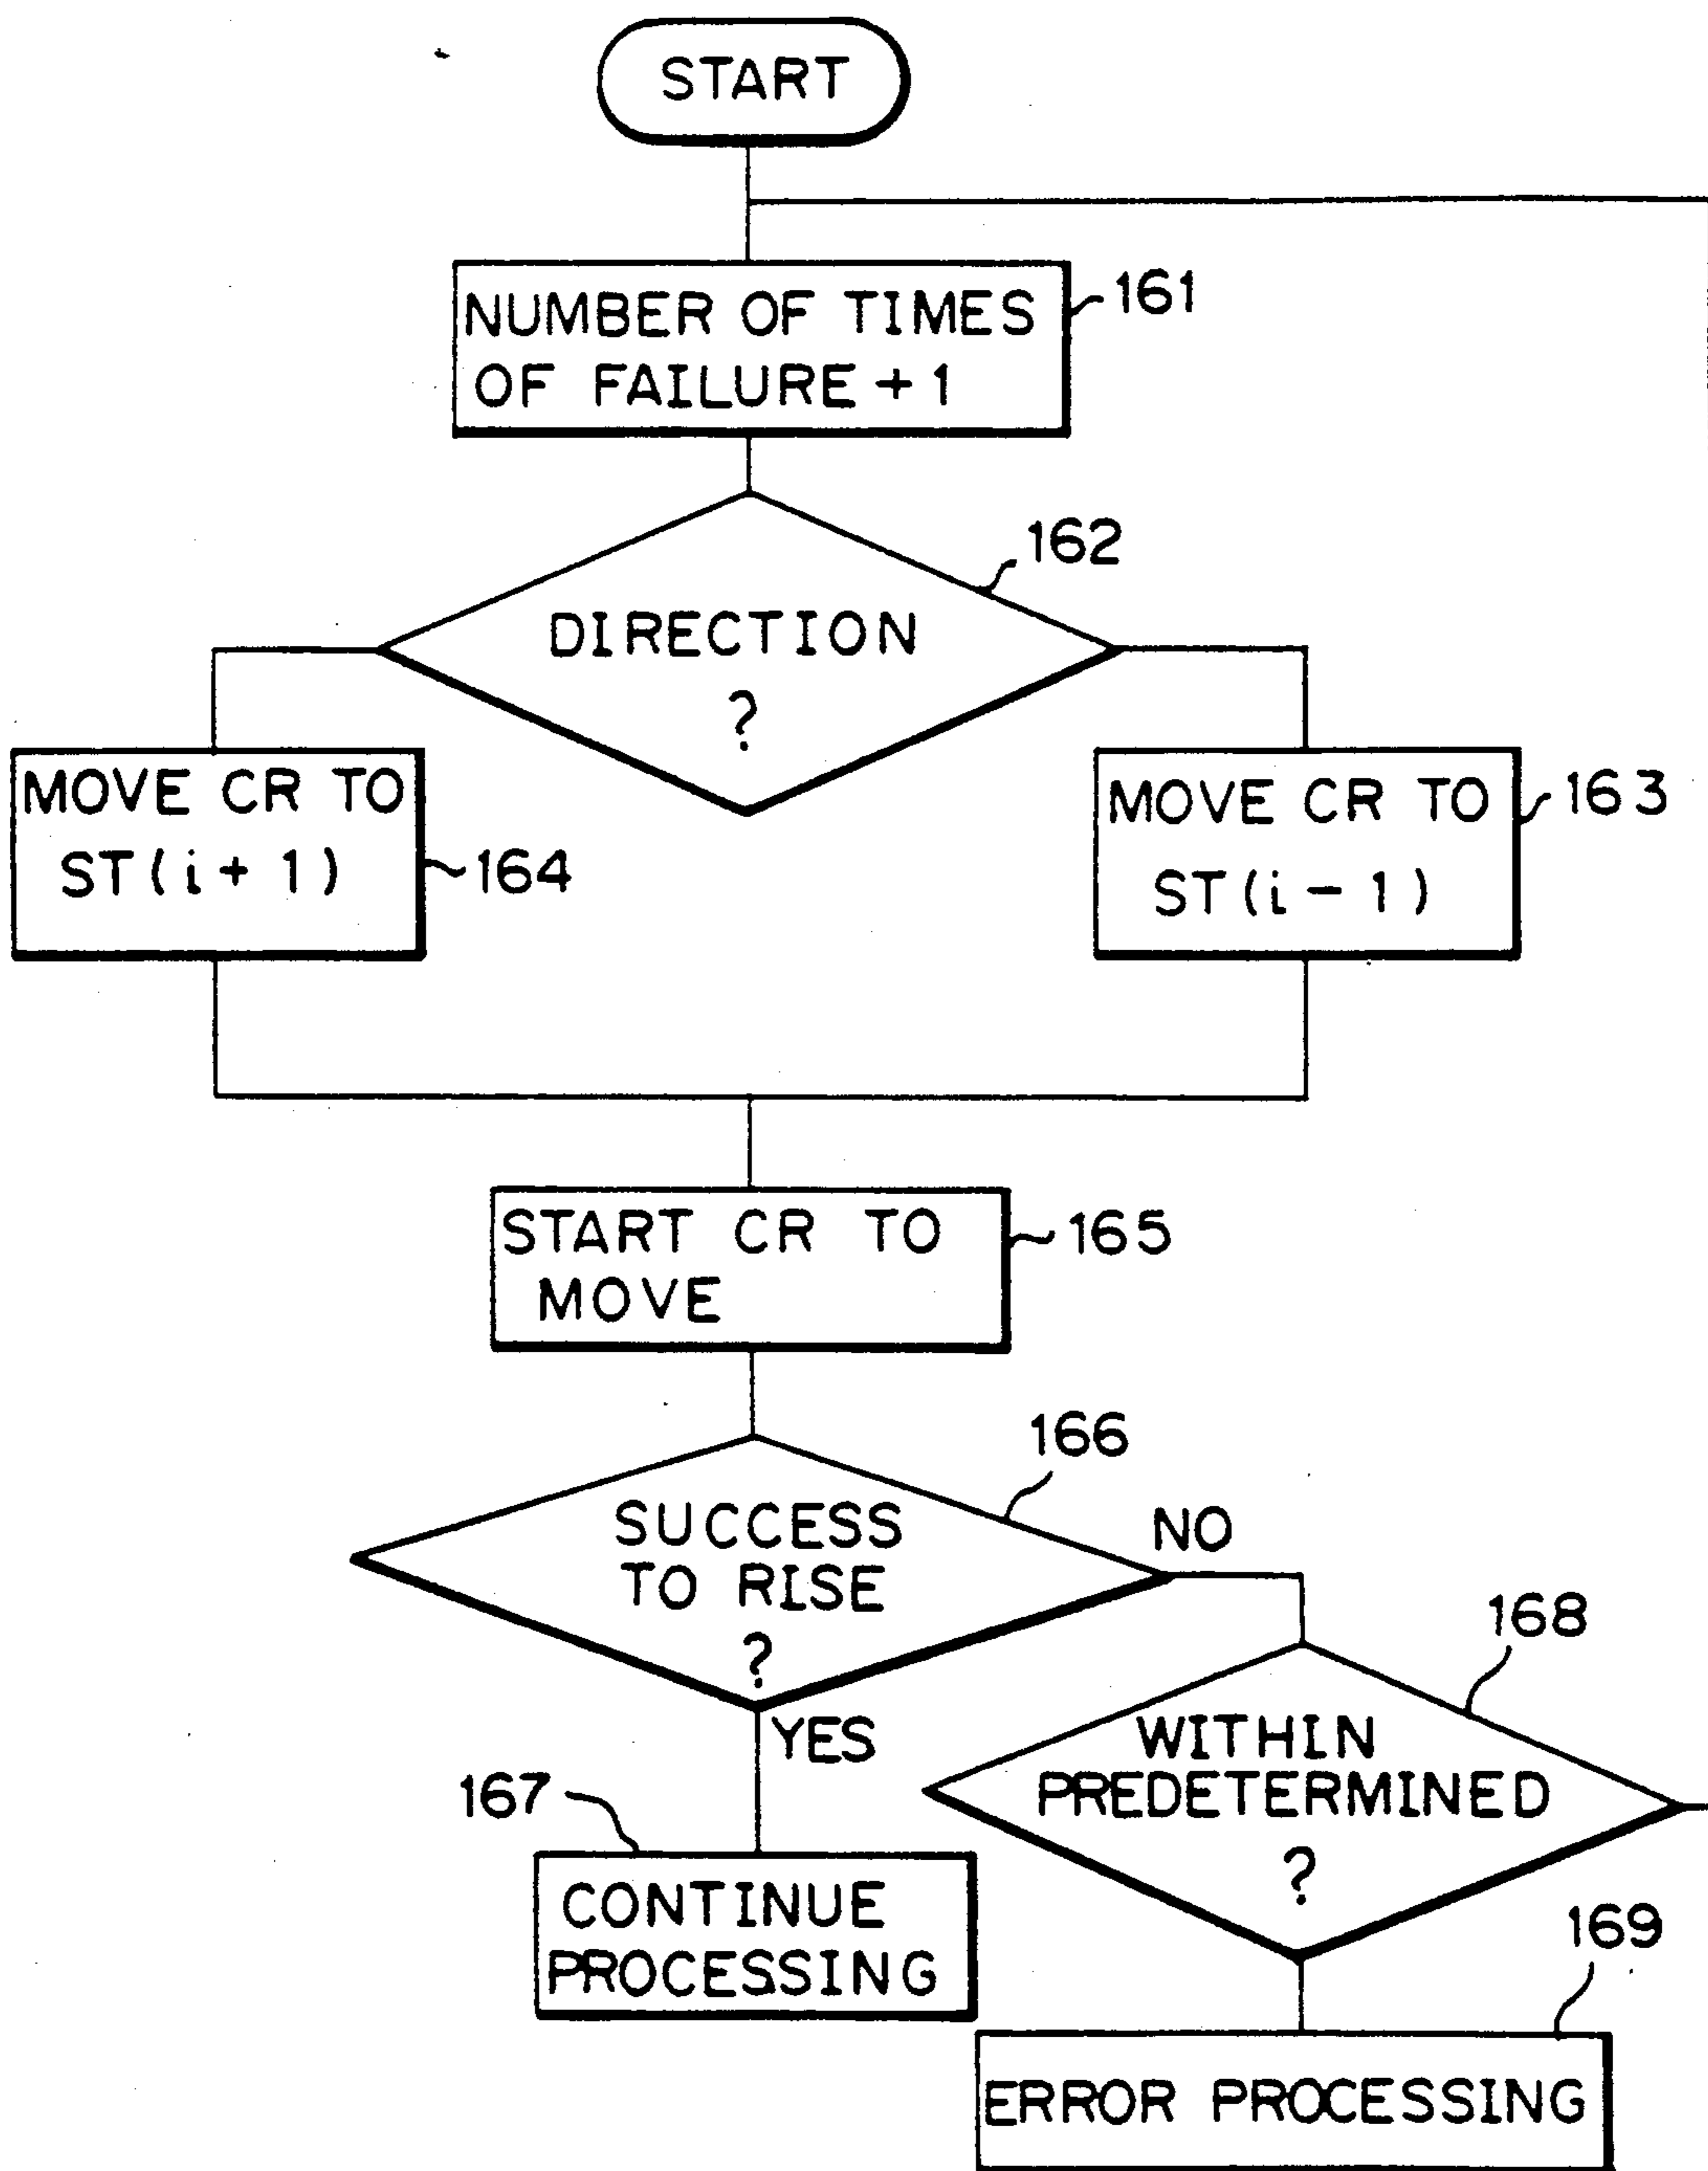 START
NUMBER OF TIMES
OF FAILURE + 1
161
162
DIRECTION
?
MOVE CR TO
ST(i + 1)
164
MOVE CR TO
ST(i - 1)
163
START CR TO
MOVE
165
166
SUCCESS
TO RISE
?
NO
YES
168
WITHIN
PREDETERMINED
?
167
CONTINUE
PROCESSING
169
ERROR PROCESSING